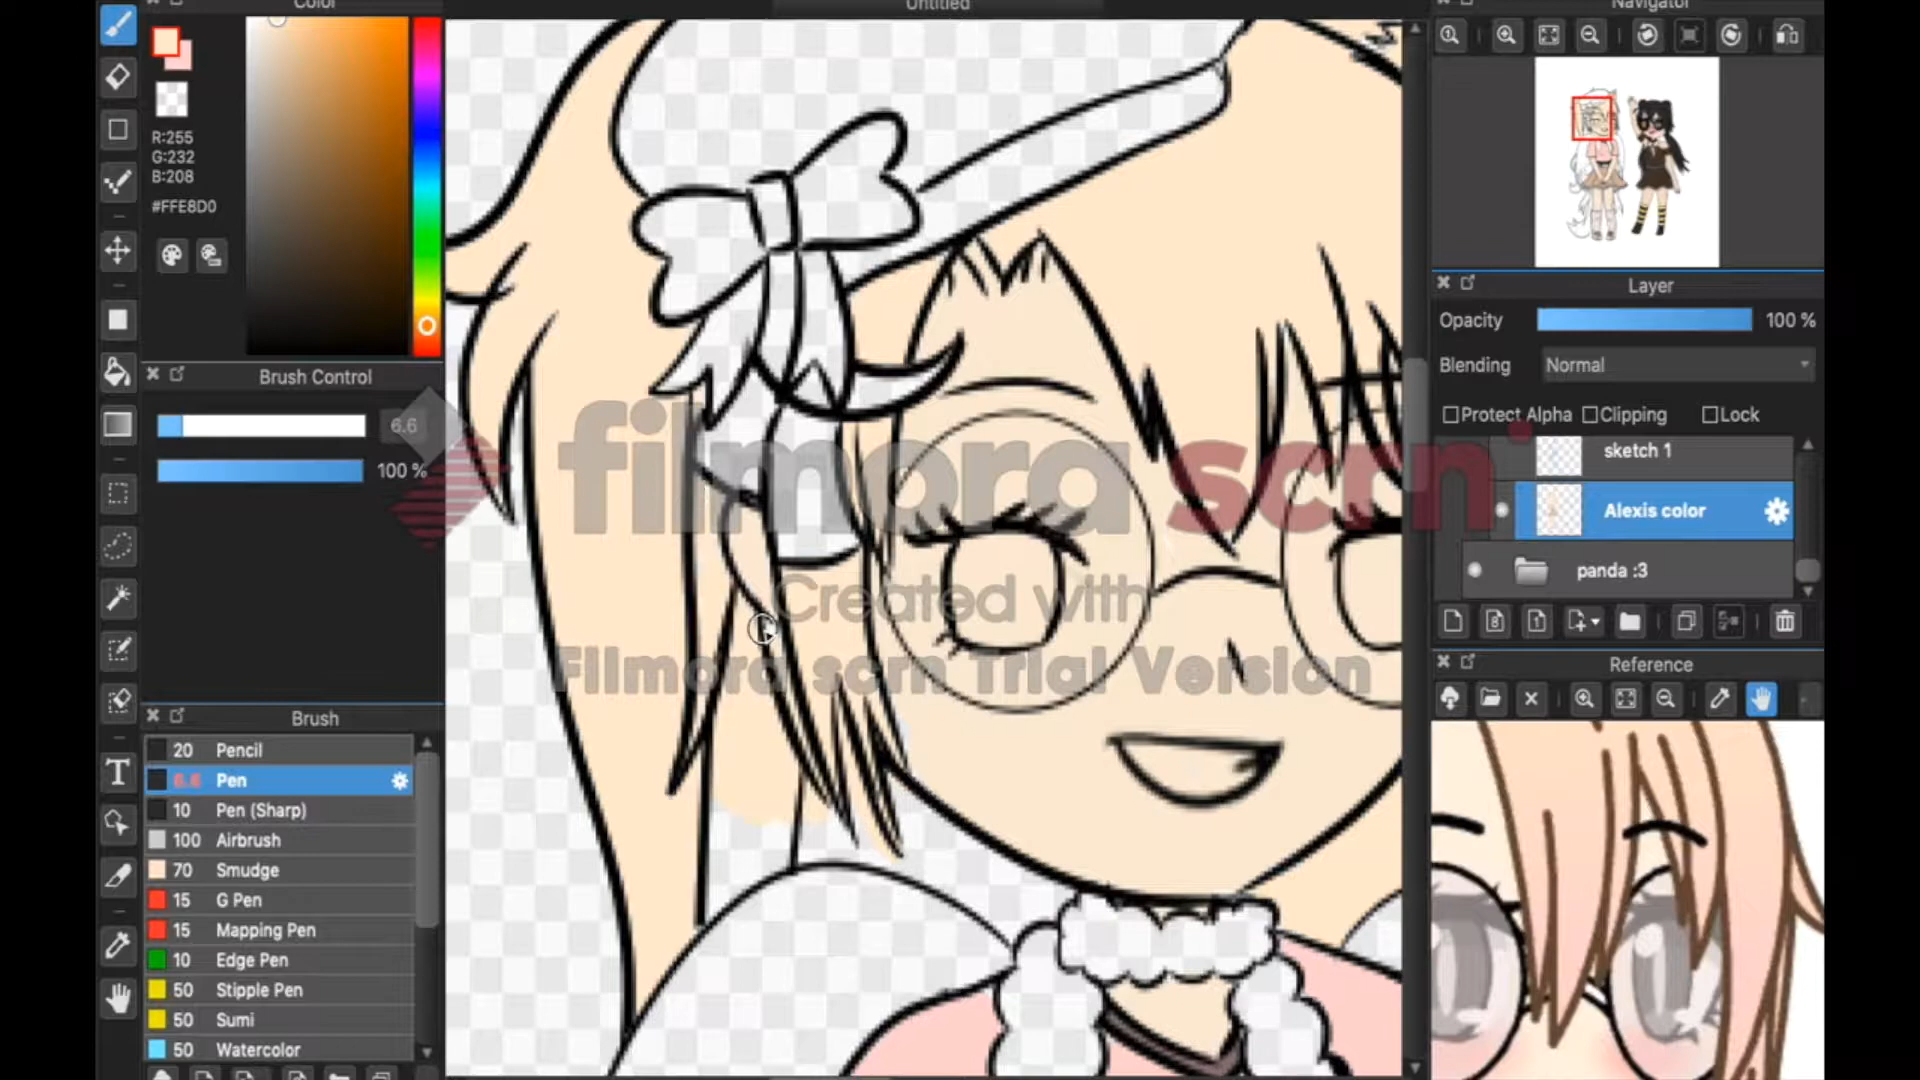 Color
Untitled
Navigator
R:255
G:232
B:208
#FFE8D0
Layer
Opacity
100 %
Blending
Normal
Protect Alpha
Clipping
Lock
Brush Control
6.6
100 %
sketch 1
Alexis color
panda :3
Reference
filmora scrn
Created with
Filmora scrn Trial Version
Brush
20 Pencil
6.6 Pen
10 Pen (Sharp)
100 Airbrush
70 Smudge
15 G Pen
15 Mapping Pen
10 Edge Pen
50 Stipple Pen
50 Sumi
50 Watercolor